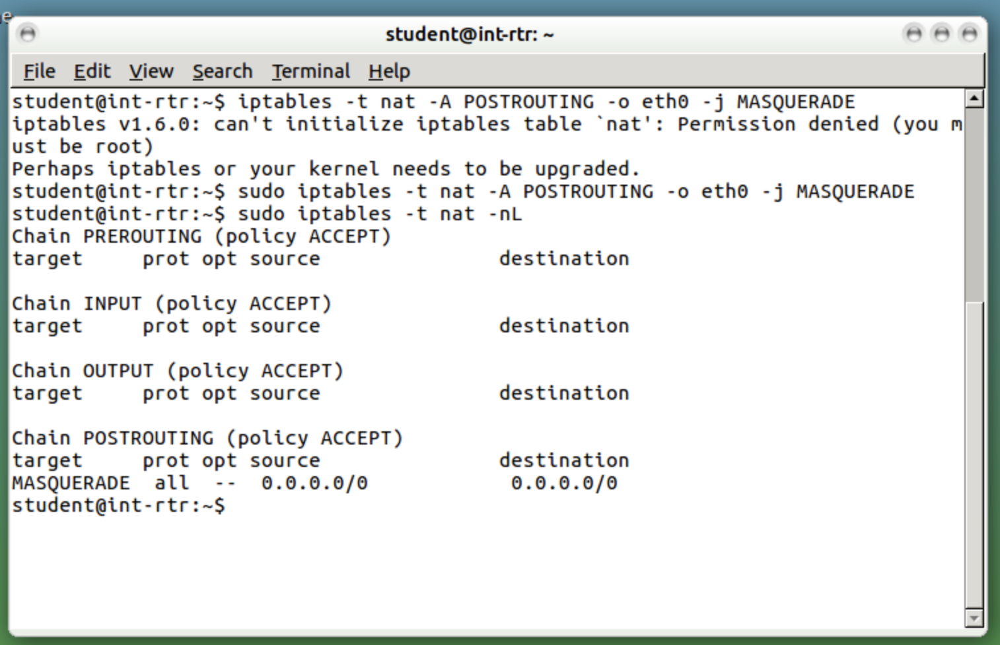 e
student@int-rtr: ~
File Edit View Search Terminal Help
student@int-rtr:~$ iptables -t nat -A POSTROUTING -o eth0 -j MASQUERADE
iptables v1.6.0: can't initialize iptables table `nat': Permission denied (you m
ust be root)
Perhaps iptables or your kernel needs to be upgraded.
student@int-rtr:~$ sudo iptables -t nat -A POSTROUTING -o eth0 -j MASQUERADE
student@int-rtr:~$ sudo iptables -t nat -nL
Chain PREROUTING (policy ACCEPT)
target     prot opt source               destination

Chain INPUT (policy ACCEPT)
target     prot opt source               destination

Chain OUTPUT (policy ACCEPT)
target     prot opt source               destination

Chain POSTROUTING (policy ACCEPT)
target     prot opt source               destination
MASQUERADE  all  --  0.0.0.0/0            0.0.0.0/0
student@int-rtr:~$